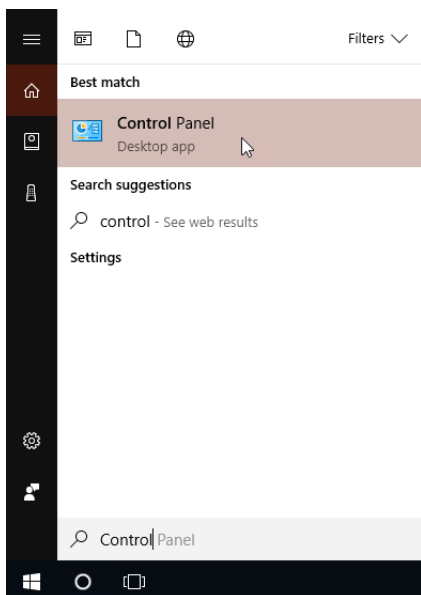 Filters
Best match
Control Panel
Desktop app
Search suggestions
control - See web results
Settings
Control Panel